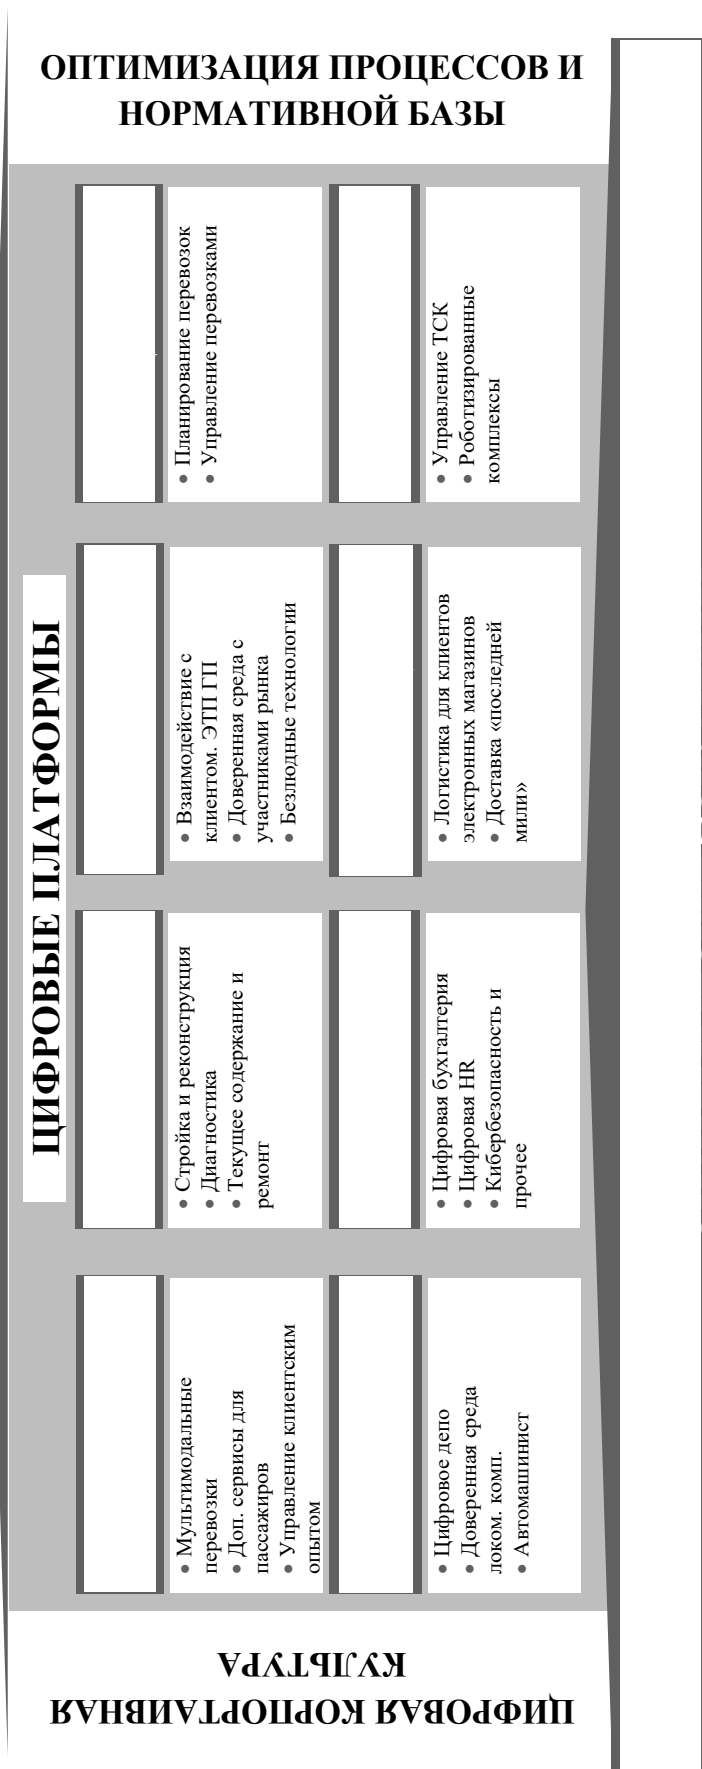 ОПТИМИЗАЦИЯ ПРОЦЕССОВ И
НОРМАТИВНОЙ БАЗЫ
ЦИФРОВЫЕ ПЛАТФОРМЫ
• Мультимодальные
перевозки
• Доп. сервисы для
пассажиров
• Управление клиентским
опытом
• Стройка и реконструкция
• Диагностика
• Текущее содержание и
ремонт
• Взаимодействие с
клиентом. ЭТП ГП
• Доверенная среда с
участниками рынка
• Безлюдные технологии
• Планирование перевозок
• Управление перевозками
• Цифровое депо
• Доверенная среда
локом. комп.
• Автомашинист
• Цифровая бухгалтерия
• Цифровая HR
• Кибербезопасность и
прочее
• Логистика для клиентов
электронных магазинов
• Доставка «последней
мили»
• Управление ТСК
• Роботизированные
комплексы
ЦИФРОВАЯ КОРПОРТАИВНАЯ
КУЛЬТУРА